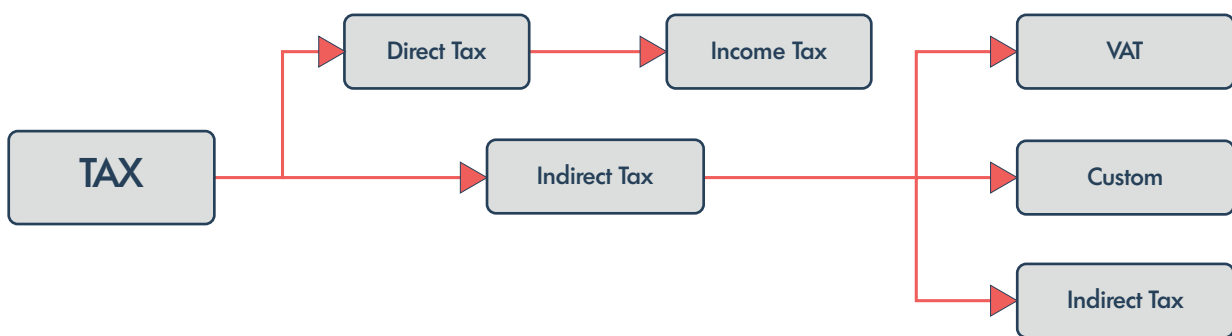 Direct Tax
Income Tax
VAT
TAX
Indirect Tax
Custom
Indirect Tax